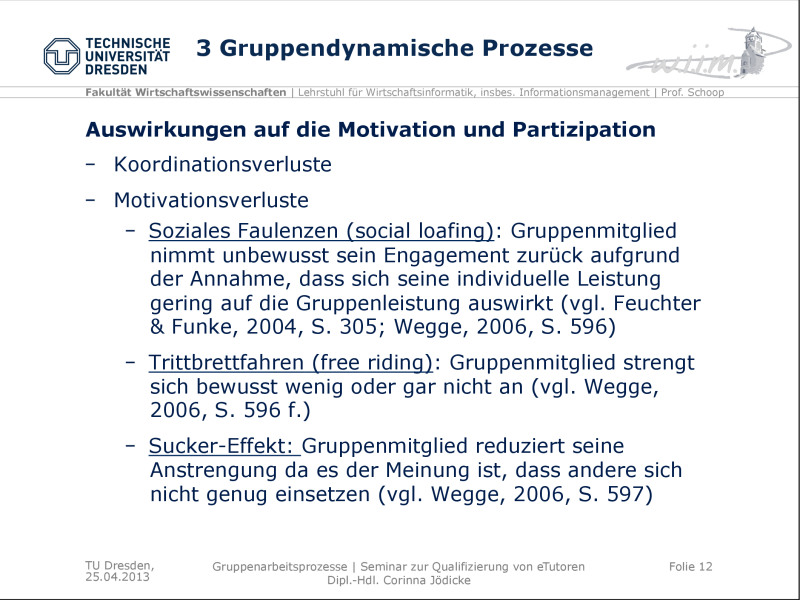 TECHNISCHE
UNIVERSITÄT
DRESDEN
3 Gruppendynamische Prozesse
w.i.i.m.
Fakultät Wirtschaftswissenschaften | Lehrstuhl für Wirtschaftsinformatik, insbes. Informationsmanagement | Prof. Schoop
Auswirkungen auf die Motivation und Partizipation
– Koordinationsverluste
– Motivationsverluste
– Soziales Faulenzen (social loafing): Gruppenmitglied
nimmt unbewusst sein Engagement zurück aufgrund
der Annahme, dass sich seine individuelle Leistung
gering auf die Gruppenleistung auswirkt (vgl. Feuchter
& Funke, 2004, S. 305; Wegge, 2006, S. 596)
– Trittbrettfahren (free riding): Gruppenmitglied strengt
sich bewusst wenig oder gar nicht an (vgl. Wegge,
2006, S. 596 f.)
– Sucker-Effekt: Gruppenmitglied reduziert seine
Anstrengung da es der Meinung ist, dass andere sich
nicht genug einsetzen (vgl. Wegge, 2006, S. 597)
TU Dresden,
25.04.2013
Gruppenarbeitsprozesse | Seminar zur Qualifizierung von eTutoren
Dipl.-Hdl. Corinna Jödicke
Folie 12